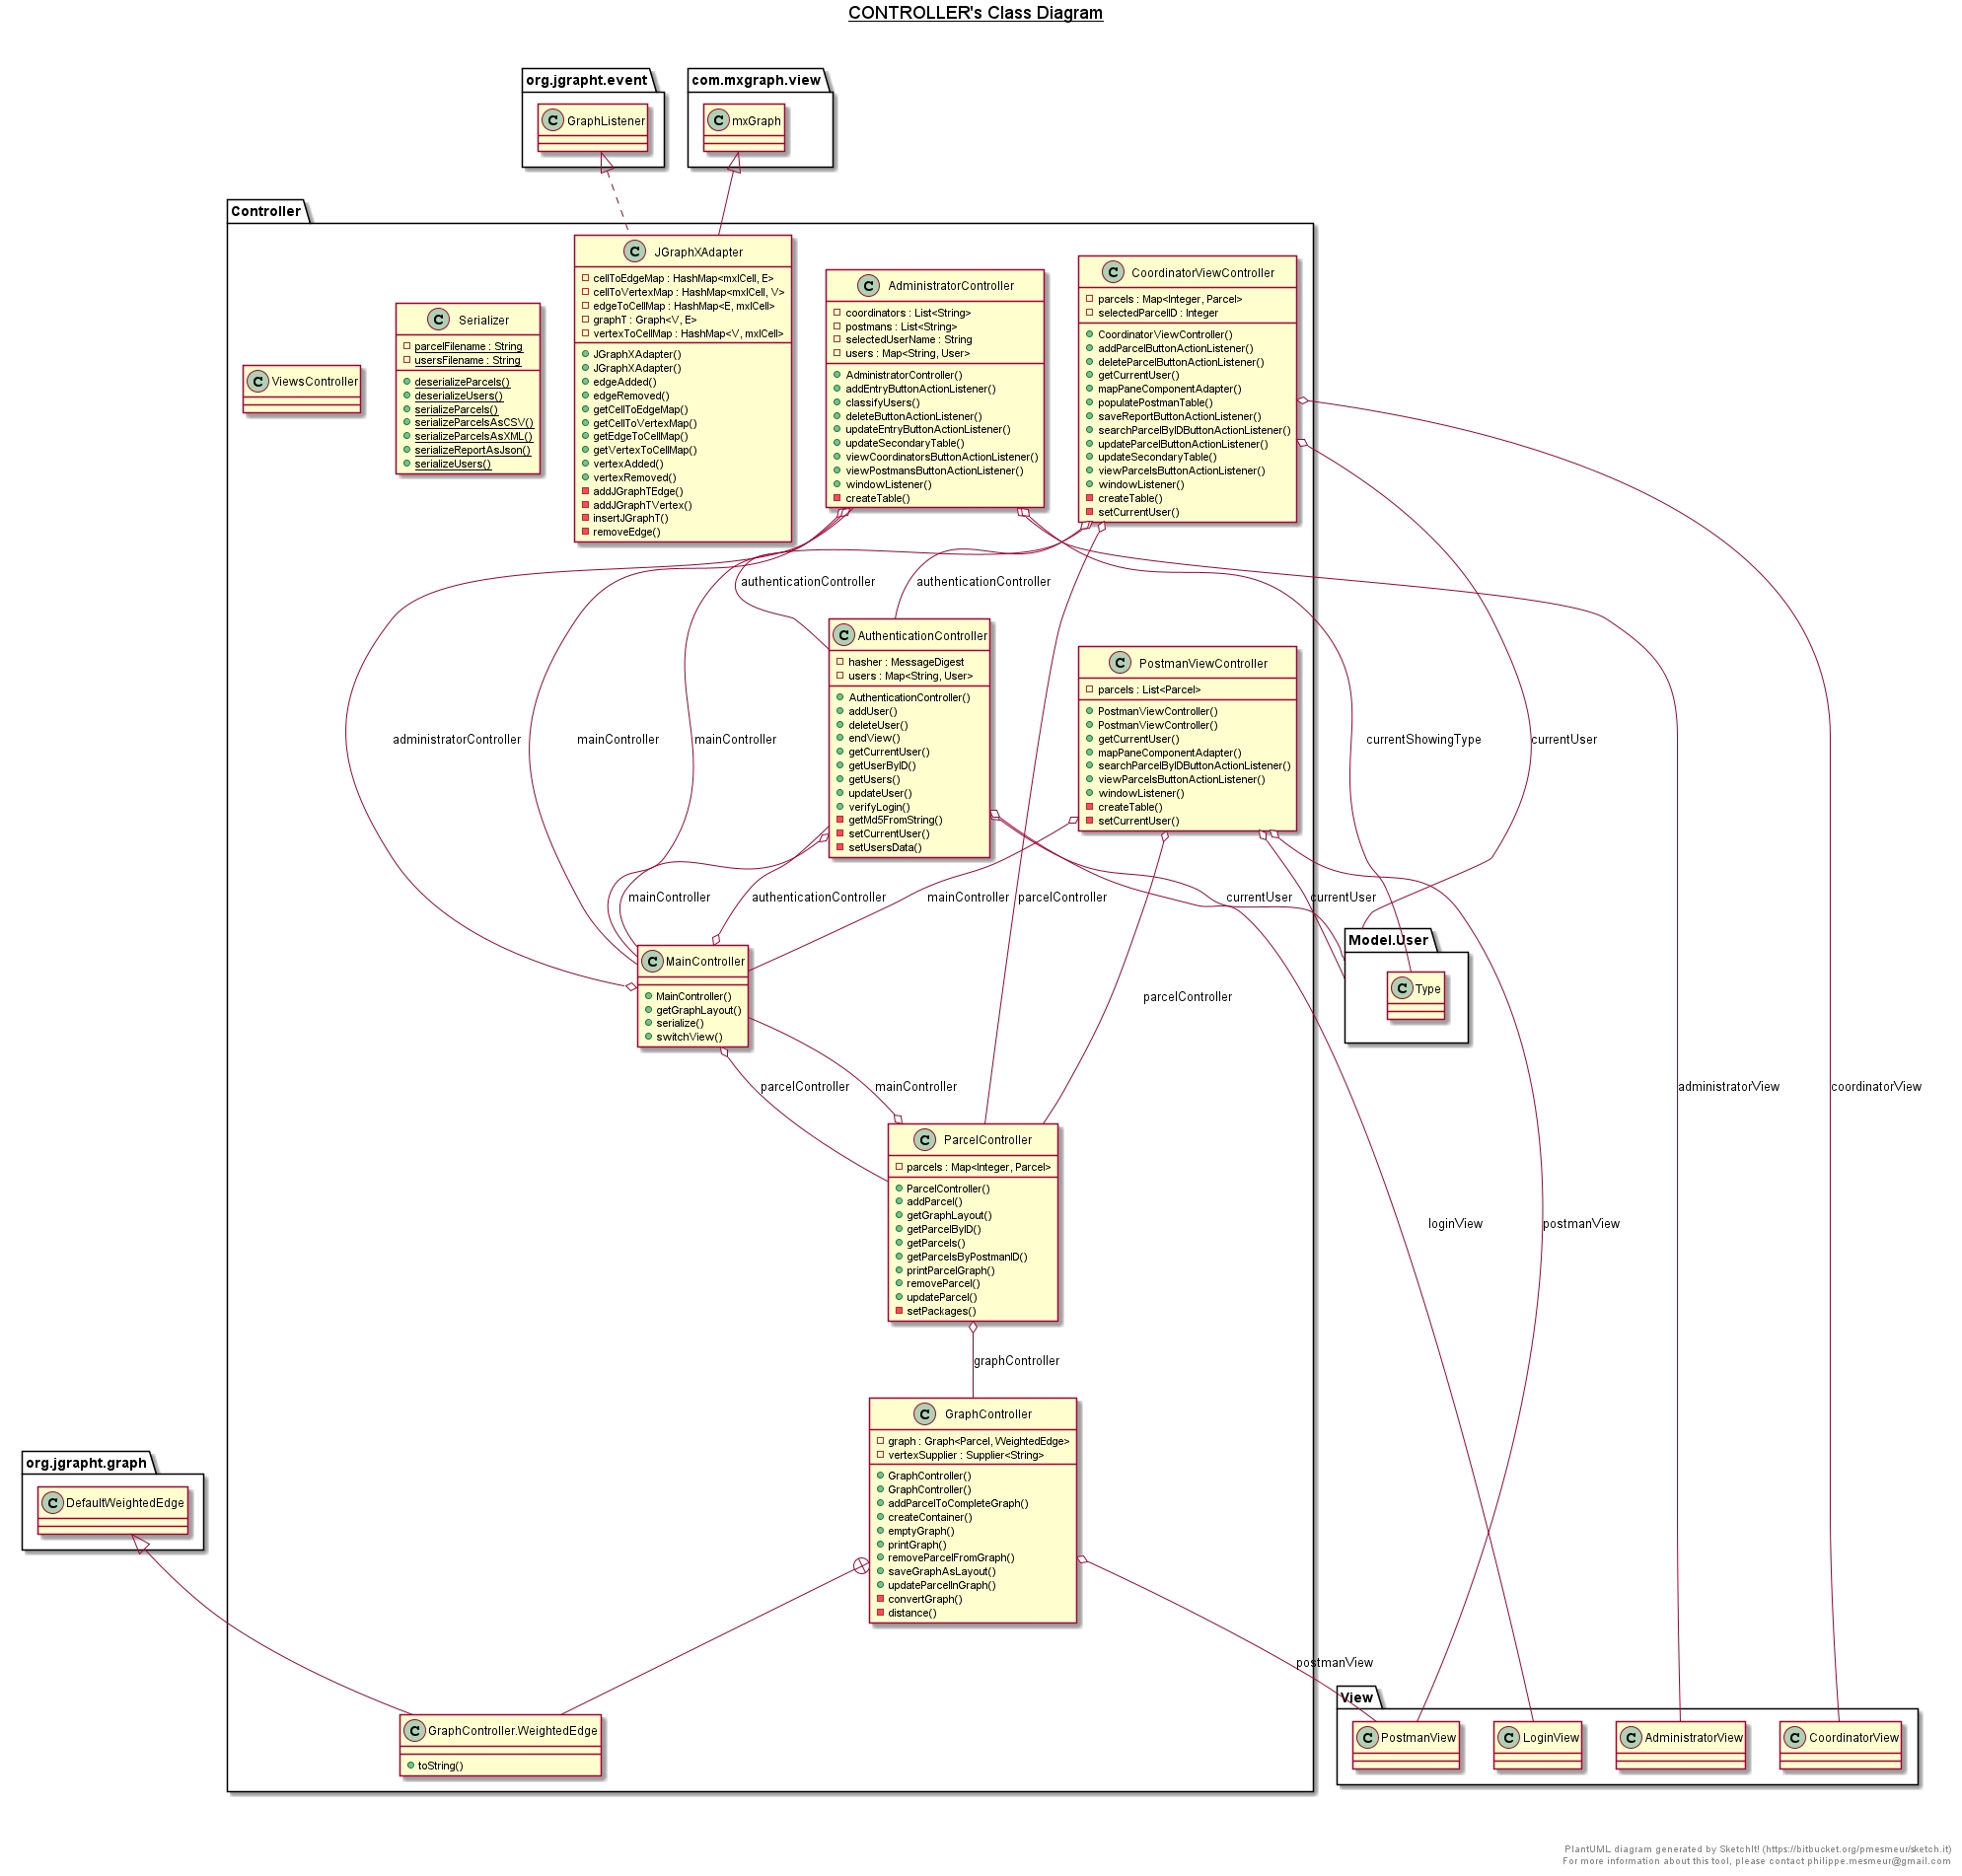 CONTROLLER's Class Diagram
org.jgrapht.event
com.mxgraph.view
C GraphListener
C mxGraph
Controller
C ViewsController
C Serializer
parcelFilename : String
usersFilename : String
deserializeParcels()
deserializeUsers()
serializeParcels()
serializeParcelsAsCSV()
serializeParcelsAsXML()
serializeReportAsJson()
serializeUsers()
C JGraphXAdapter
cellToEdgeMap : HashMap<mxICell, E>
cellToVertexMap : HashMap<mxICell, V>
edgeToCellMap : HashMap<E, mxICell>
graphT : Graph<V, E>
vertexToCellMap : HashMap<V, mxICell>
JGraphXAdapter()
JGraphXAdapter()
edgeAdded()
edgeRemoved()
getCellToEdgeMap()
getCellToVertexMap()
getEdgeToCellMap()
getVertexToCellMap()
vertexAdded()
vertexRemoved()
addJGraphTEdge()
addJGraphTVertex()
insertJGraphT()
removeEdge()
C AdministratorController
coordinators : List<String>
postmans : List<String>
selectedUserName : String
users : Map<String, User>
AdministratorController()
addEntryButtonActionListener()
classifyUsers()
deleteButtonActionListener()
updateEntryButtonActionListener()
updateSecondaryTable()
viewCoordinatorsButtonActionListener()
viewPostmansButtonActionListener()
windowListener()
createTable()
C CoordinatorViewController
parcels : Map<Integer, Parcel>
selectedParcelID : Integer
CoordinatorViewController()
addParcelButtonActionListener()
deleteParcelButtonActionListener()
getCurrentUser()
mapPaneComponentAdapter()
populatePostmanTable()
saveReportButtonActionListener()
searchParcelByIDButtonActionListener()
updateParcelButtonActionListener()
updateSecondaryTable()
viewParcelsButtonActionListener()
windowListener()
createTable()
setCurrentUser()
authenticationController
authenticationController
C AuthenticationController
hasher : MessageDigest
users : Map<String, User>
AuthenticationController()
addUser()
deleteUser()
endView()
getCurrentUser()
getUserByID()
getUsers()
updateUser()
verifyLogin()
getMd5FromString()
setCurrentUser()
setUsersData()
C PostmanViewController
parcels : List<Parcel>
PostmanViewController()
PostmanViewController()
getCurrentUser()
mapPaneComponentAdapter()
searchParcelByIDButtonActionListener()
viewParcelsButtonActionListener()
windowListener()
createTable()
setCurrentUser()
administratorController
mainController
mainController
currentShowingType
currentUser
mainController
authenticationController
mainController
parcelController
currentUser
currentUser
Model.User
C Type
C MainController
MainController()
getGraphLayout()
serialize()
switchView()
parcelController
parcelController
mainController
administratorView
coordinatorView
C ParcelController
parcels : Map<Integer, Parcel>
ParcelController()
addParcel()
getGraphLayout()
getParcelByID()
getParcels()
getParcelsByPostmanID()
printParcelGraph()
removeParcel()
updateParcel()
setPackages()
loginView
postmanView
graphController
C GraphController
graph : Graph<Parcel, WeightedEdge>
vertexSupplier : Supplier<String>
GraphController()
GraphController()
addParcelToCompleteGraph()
createContainer()
emptyGraph()
printGraph()
removeParcelFromGraph()
saveGraphAsLayout()
updateParcelInGraph()
convertGraph()
distance()
org.jgrapht.graph
C DefaultWeightedEdge
postmanView
C GraphController.WeightedEdge
toString()
View
C PostmanView
C LoginView
C AdministratorView
C CoordinatorView
PlantUML diagram generated by SketchIt! (https://bitbucket.org/pmesmeur/sketch.it)
For more information about this tool, please contact philippe.mesmeur@gmail.com